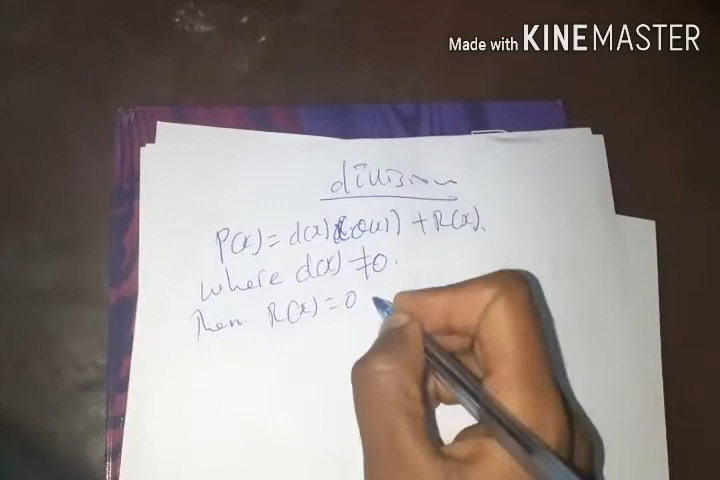 Made with KINEMASTER
division
P(x) = d(x) Q(x) + R(x).
where d(x) ≠ 0.
Then R(x) = 0